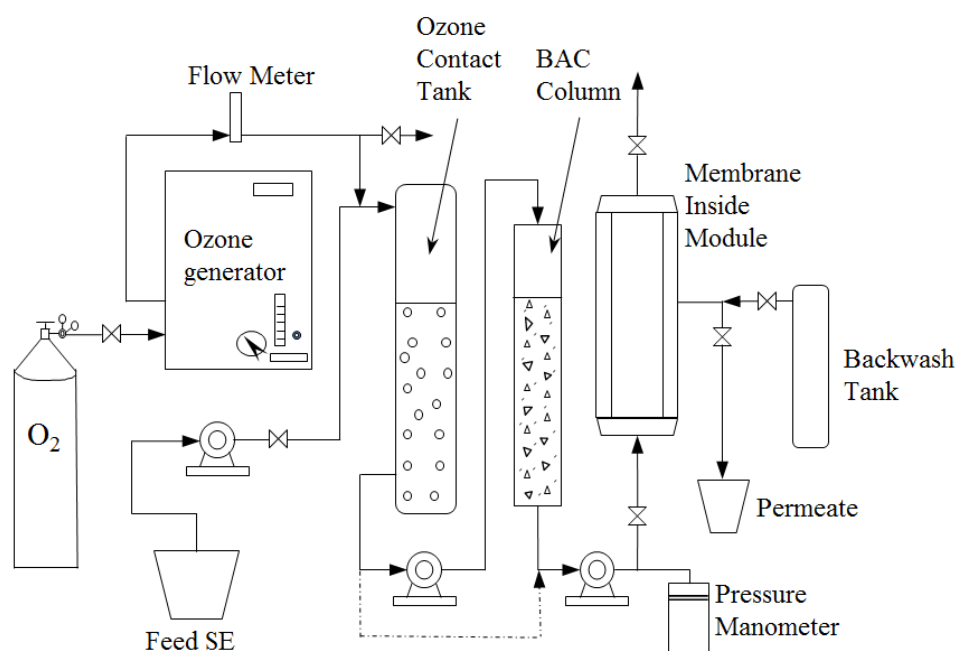 Ozone
Contact
Tank
BAC
Column
Flow Meter
Membrane
Inside
Module
Ozone
generator
Backwash
Tank
O2
Permeate
Pressure
Manometer
Feed SE